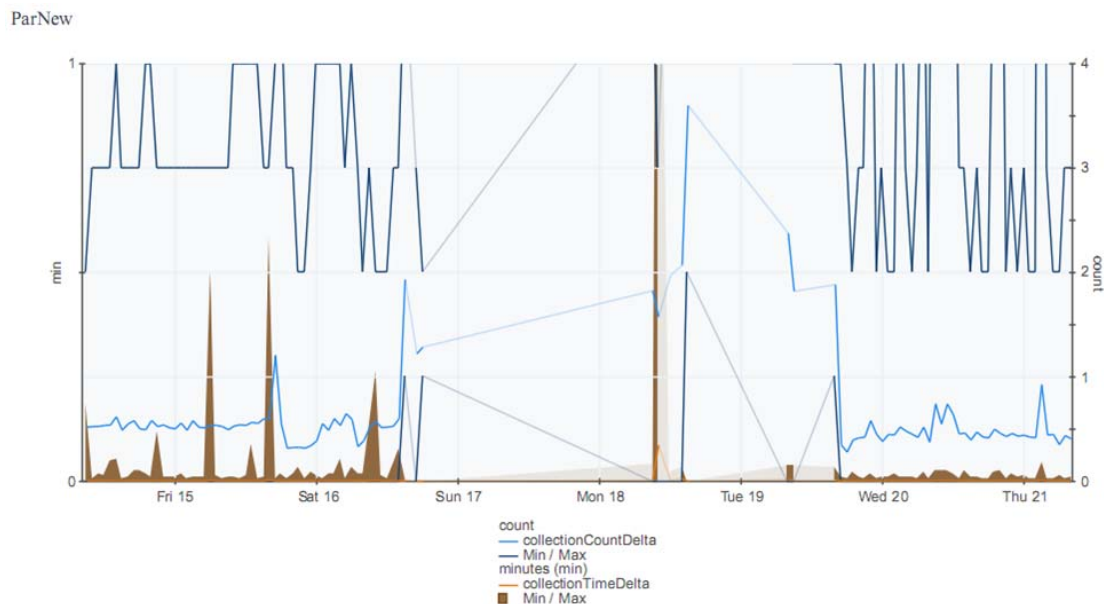 ParNew
1
4
3
min
2
count
1
0
0
Fri 15 Sat 16 Sun 17 Mon 18 Tue 19 Wed 20 Thu 21
count
collectionCountDelta
Min / Max
minutes (min)
collectionTimeDelta
Min / Max